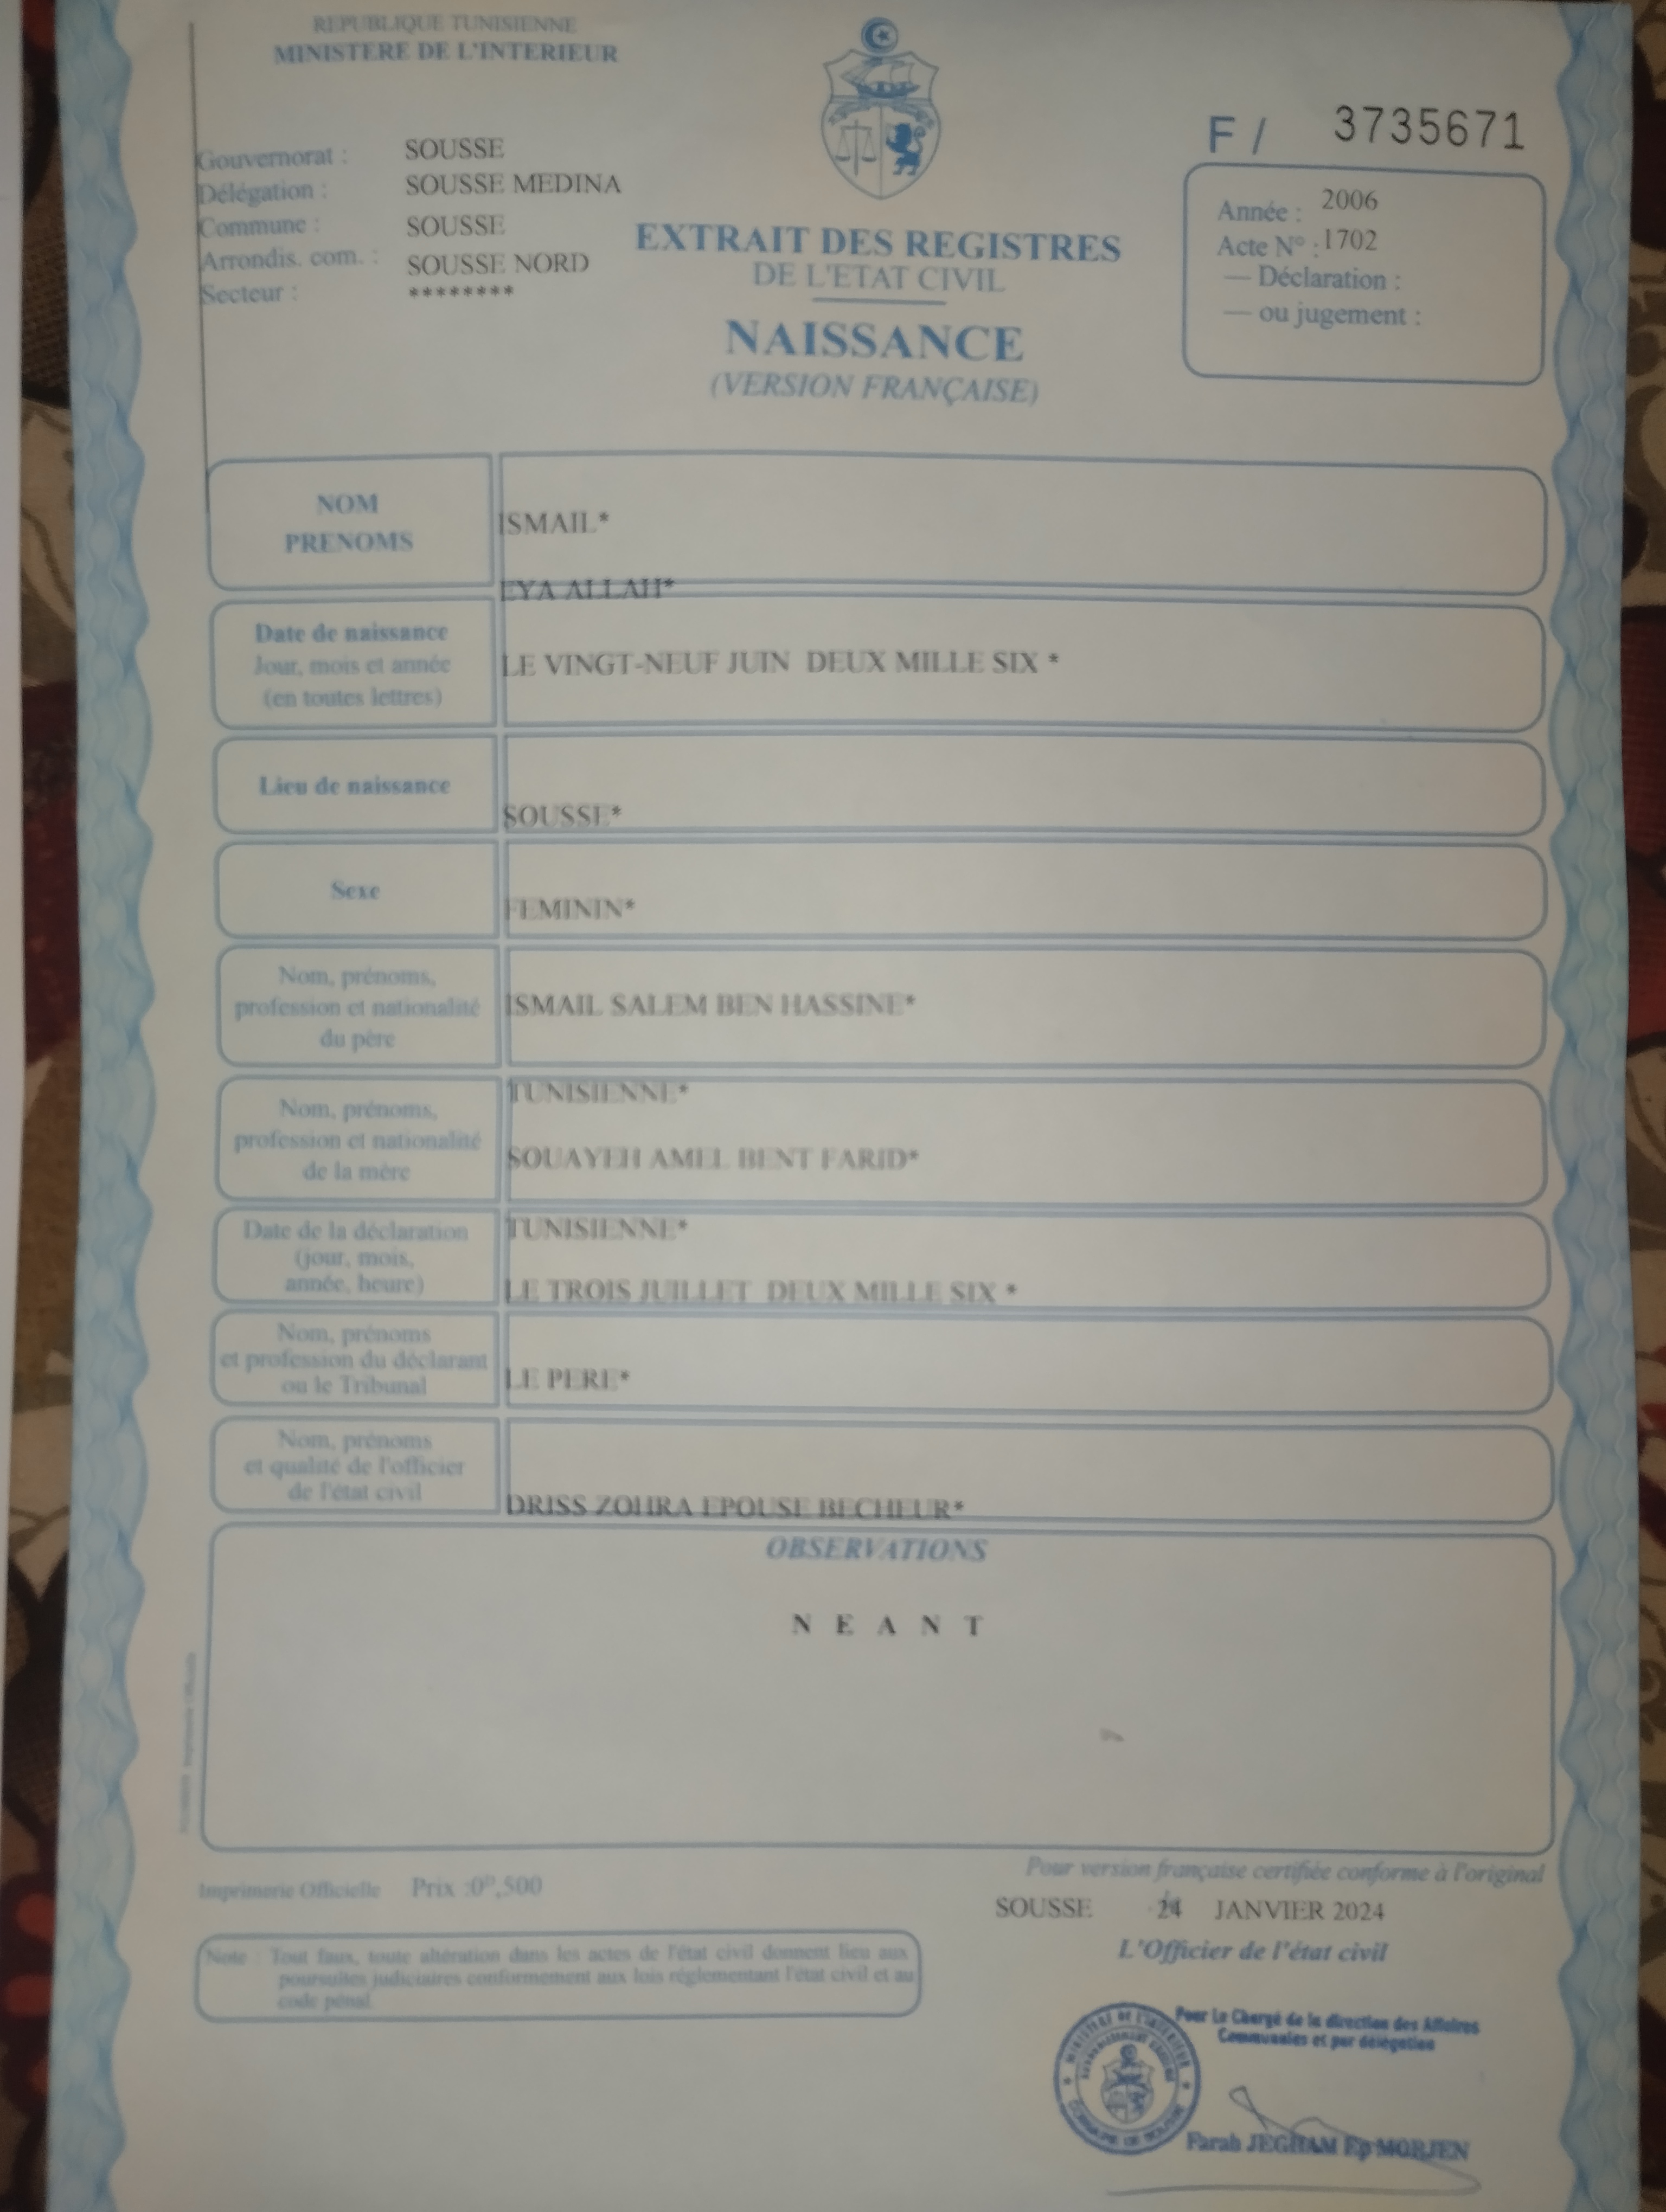 REPUBLIQUE TUNISIENNE
MINISTERE DE L'INTERIEUR
Gouvernorat : SOUSSE
Délégation : SOUSSE MEDINA
Commune : SOUSSE
Arrondis. com. : SOUSSE NORD
Secteur : ********
EXTRAIT DES REGISTRES
DE L'ETAT CIVIL
NAISSANCE
(VERSION FRANÇAISE)
F / 3735671
Année : 2006
Acte N° : 1702
— Déclaration :
— ou jugement :
NOM
PRENOMS
ISMAIL*
EYA ALLAH*
Date de naissance
Jour, mois et année
(en toutes lettres)
LE VINGT-NEUF JUIN DEUX MILLE SIX *
Lieu de naissance
SOUSSE*
Sexe
FEMININ*
Nom, prénoms,
profession et nationalité
du père
ISMAIL SALEM BEN HASSINE*
TUNISIENNE*
Nom, prénoms,
profession et nationalité
de la mère
SOUAYEH AMEL BENT FARID*
TUNISIENNE*
Date de la déclaration
(jour, mois,
année, heure)
LE TROIS JUILLET DEUX MILLE SIX *
Nom, prénoms
et profession du déclarant
ou le Tribunal
LE PERE*
Nom, prénoms
et qualité de l'officier
de l'état civil
DRISS ZOHRA EPOUSE BECHEUR*
OBSERVATIONS
N E A N T
Imprimerie Officielle Prix :0ᴰ,500
Pour version française certifiée conforme à l'original
SOUSSE 24 JANVIER 2024
L'Officier de l'état civil
Note : Tout faux, toute altération dans les actes de l'état civil donnent lieu aux
poursuites judiciaires conformement aux lois réglementant l'état civil et au
code pénal.
Pour Le Chargé de la direction des Affaires
Communales et par délégation
MINISTERE DE L'INTERIEUR
COMMUNE DE SOUSSE
Farah JEGHAM Ep MORJEN